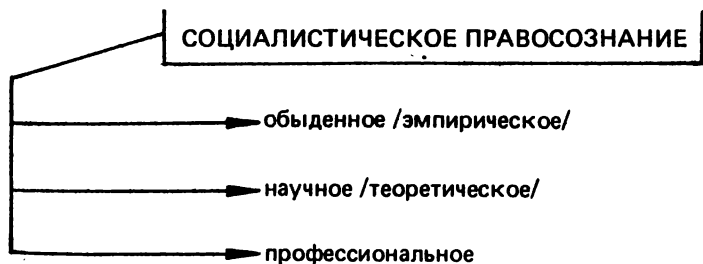 СОЦИАЛИСТИЧЕСКОЕ ПРАВОСОЗНАНИЕ
обыденное /эмпирическое/
научное /теоретическое/
профессиональное